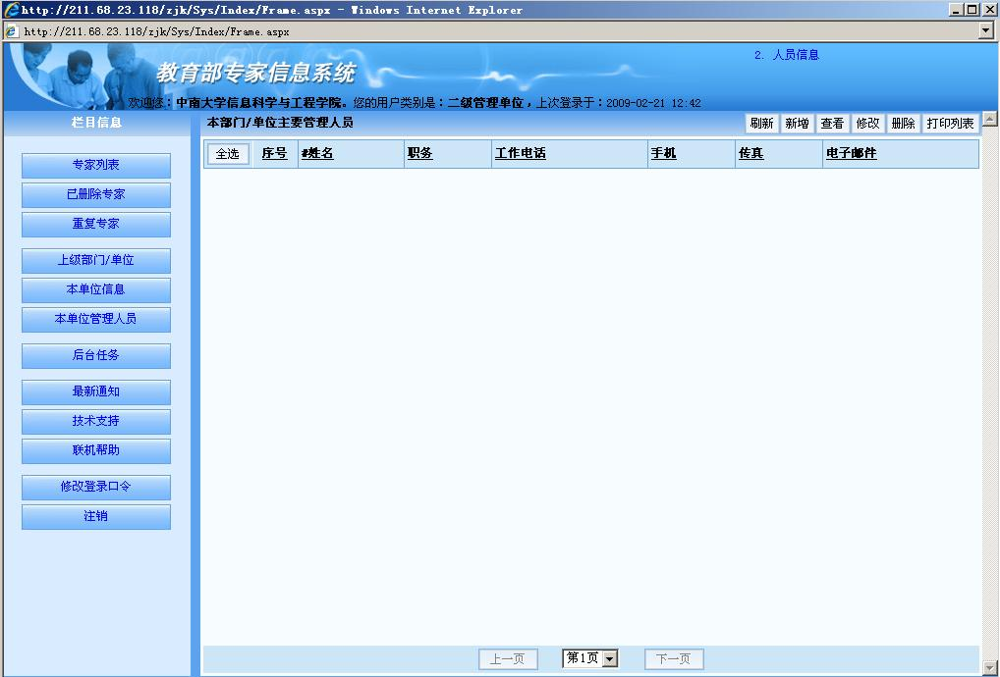 http://211.68.23.118/zjk/Sys/Index/Frame.aspx - Windows Internet Explorer
http://211.68.23.118/zjk/Sys/Index/Frame.aspx
2. 人员信息
教育部专家信息系统
欢迎您：中南大学信息科学与工程学院。您的用户类别是：二级管理单位，上次登录于：2009-02-21 12:42
栏目信息
本部门/单位主要管理人员
刷新 新增 查看 修改 删除 打印列表
全选 序号 #姓名 职务 工作电话 手机 传真 电子邮件
专家列表
已删除专家
重复专家
上级部门/单位
本单位信息
本单位管理人员
后台任务
最新通知
技术支持
联机帮助
修改登录口令
注销
上一页 第1页 下一页